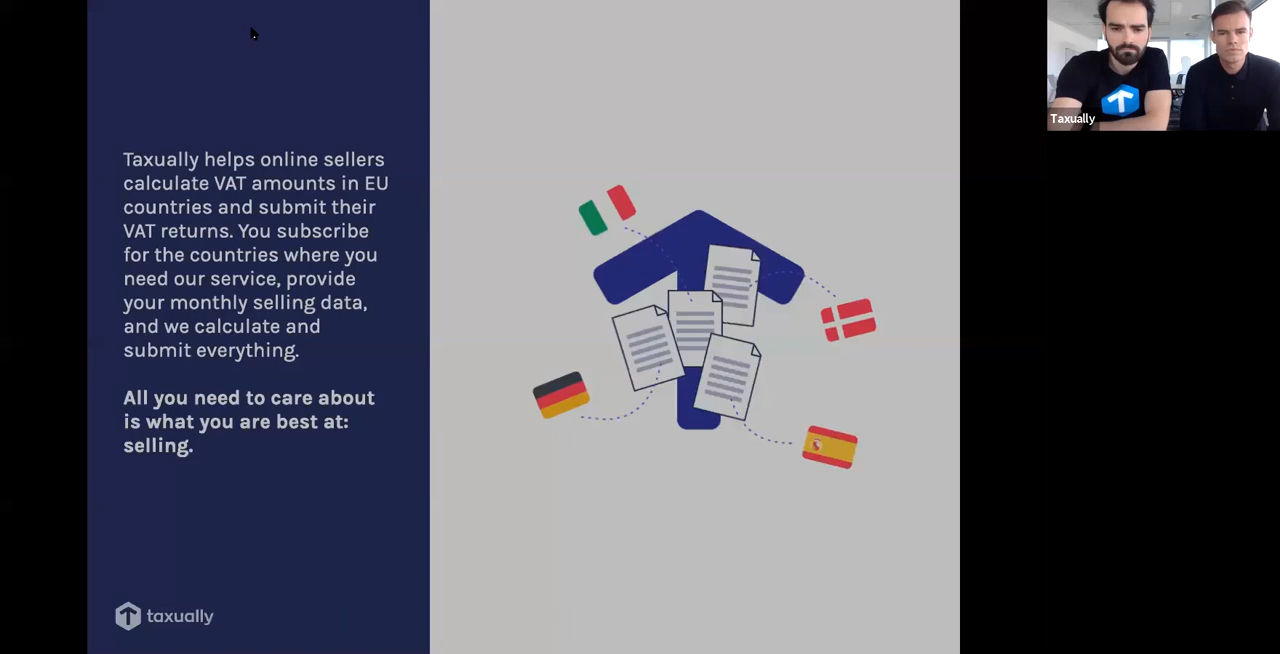 Taxually helps online sellers
calculate VAT amounts in EU
countries and submit their
VAT returns. You subscribe
for the countries where you
need our service, provide
your monthly selling data,
and we calculate and
submit everything.
All you need to care about
is what you are best at:
selling.
taxually
Taxually